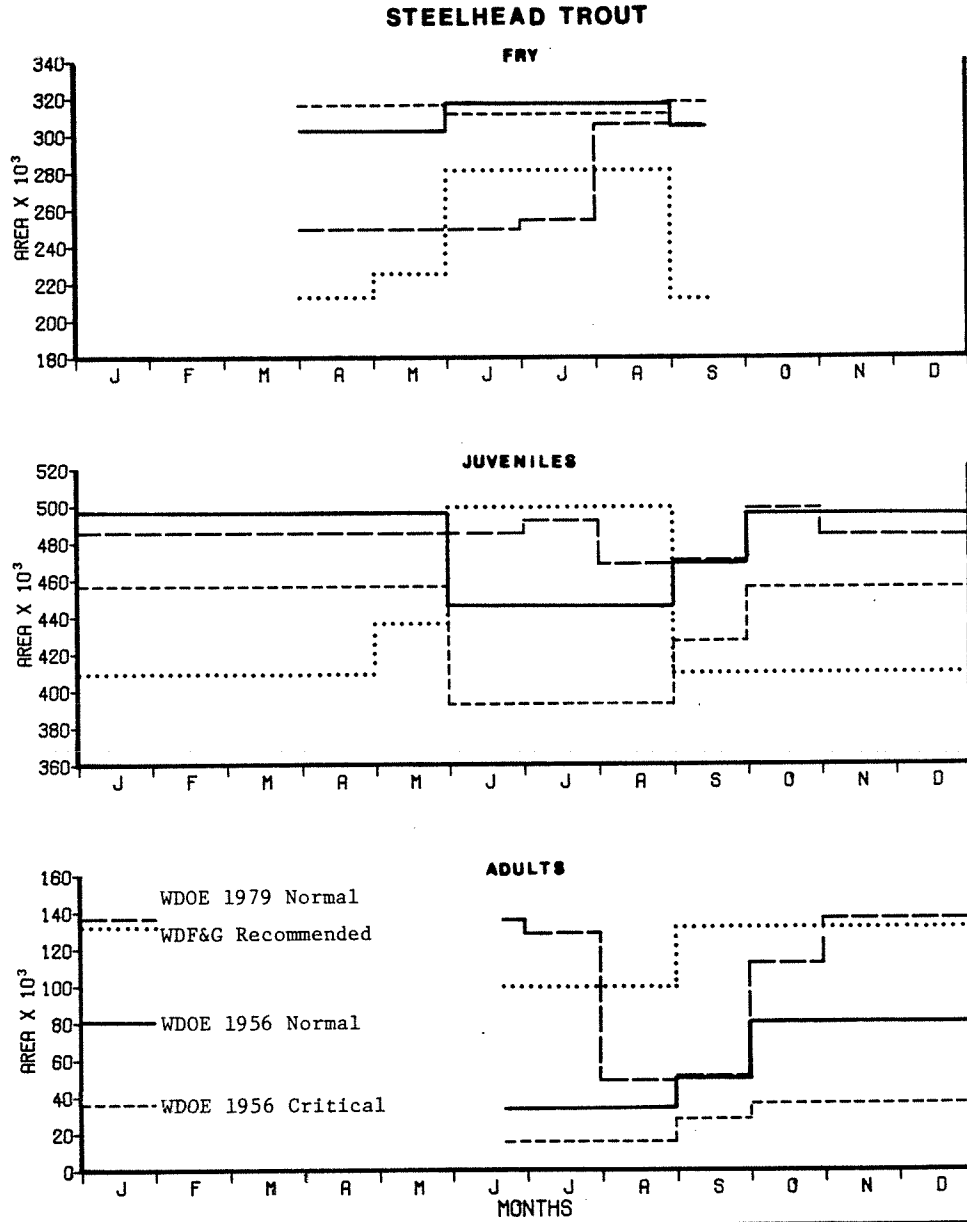 STEELHEAD TROUT
FRY
340
320
300
280
260
240
220
200
180
AREA X 10³
J F M A M J J A S O N D
JUVENILES
520
500
480
460
440
420
400
380
360
AREA X 10³
J F M A M J J A S O N D
ADULTS
160
140
120
100
80
60
40
20
0
AREA X 10³
WDOE 1979 Normal
WDF&G Recommended
WDOE 1956 Normal
WDOE 1956 Critical
J F M A M J J A S O N D
MONTHS